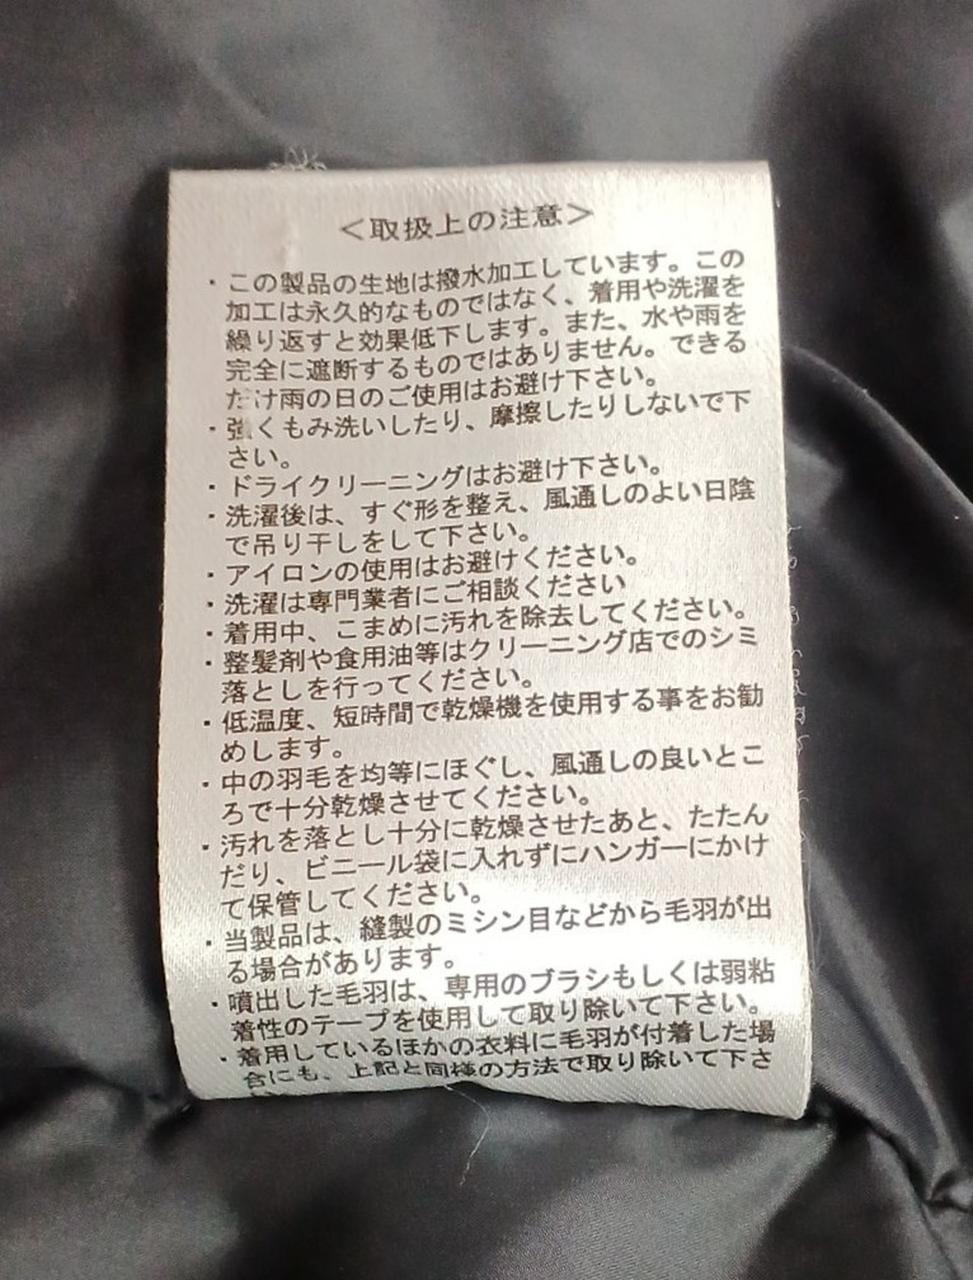 ＜取扱上の注意＞
・この製品の生地は撥水加工しています。この
加工は永久的なものではなく、着用や洗濯を
繰り返すと効果低下します。また、水や雨を
完全に遮断するものではありません。できる
だけ雨の日のご使用はお避け下さい。
・強くもみ洗いしたり、摩擦したりしないで下
さい。
・ドライクリーニングはお避け下さい。
・洗濯後は、すぐ形を整え、風通しのよい日陰
で吊り干しをして下さい。
・アイロンの使用はお避けください。
・洗濯は専門業者にご相談ください
・着用中、こまめに汚れを除去してください。
・整髪剤や食用油等はクリーニング店でのシミ
落としを行ってください。
・低温度、短時間で乾燥機を使用する事をお勧
めします。
・中の羽毛を均等にほぐし、風通しの良いとこ
ろで十分乾燥させてください。
・汚れを落とし十分に乾燥させたあと、たたん
だり、ビニール袋に入れずにハンガーにかけ
て保管してください。
・当製品は、縫製のミシン目などから毛羽が出
る場合があります。
・噴出した毛羽は、専用のブラシもしくは弱粘
着性のテープを使用して取り除いて下さい。
・着用しているほかの衣料に毛羽が付着した場
合にも、上記と同様の方法で取り除いて下さ